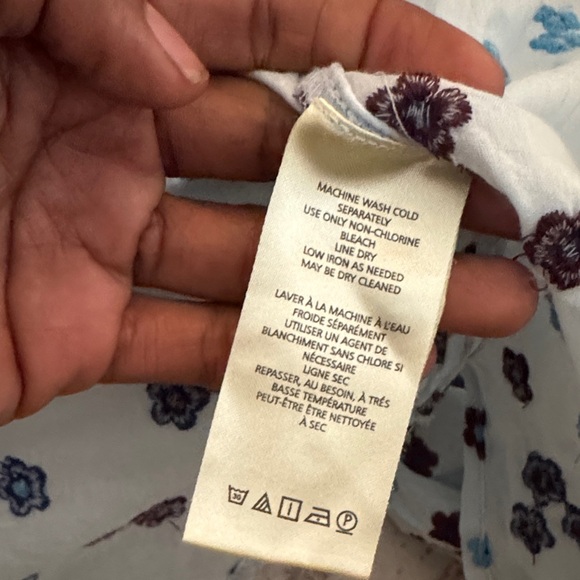 MACHINE WASH COLD
SEPARATELY
USE ONLY NON-CHLORINE
BLEACH
LINE DRY
LOW IRON AS NEEDED
MAY BE DRY CLEANED
LAVER À LA MACHINE À L'EAU
FROIDE SÉPARÉMENT
UTILISER UN AGENT DE
BLANCHIMENT SANS CHLORE SI
NÉCESSAIRE
LIGNE SEC
REPASSER, AU BESOIN, À TRÉS
BASSE TEMPÉRATURE
PEUT-ÊTRE ÊTRE NETTOYÉE
À SEC
30 P